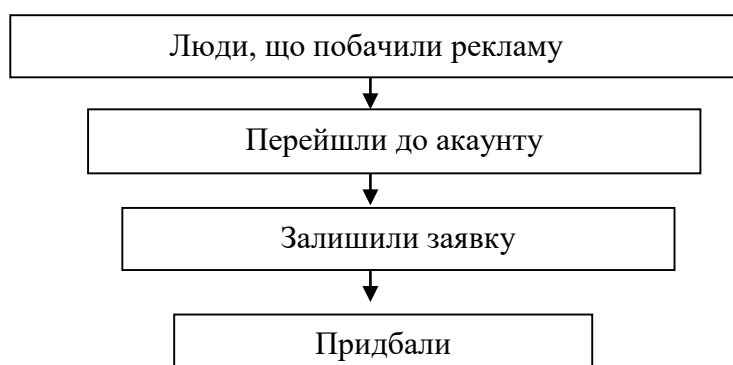 Люди, що побачили рекламу
Перейшли до акаунту
Залишили заявку
Придбали